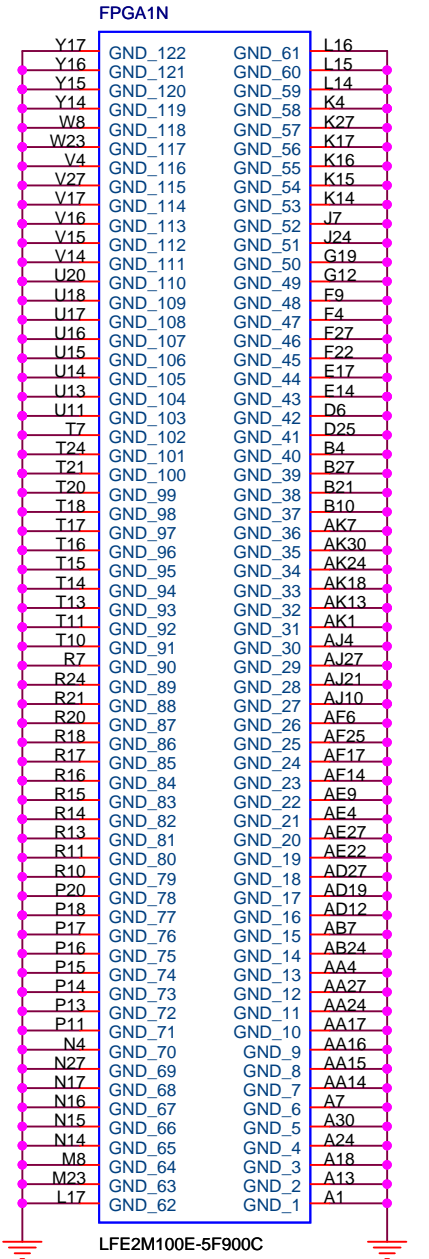 FPGA1N
Y17 GND_122 GND_61 L16
Y16 GND_121 GND_60 L15
Y15 GND_120 GND_59 L14
Y14 GND_119 GND_58 K4
W8 GND_118 GND_57 K27
W23 GND_117 GND_56 K17
V4 GND_116 GND_55 K16
V27 GND_115 GND_54 K15
V17 GND_114 GND_53 K14
V16 GND_113 GND_52 J7
V15 GND_112 GND_51 J24
V14 GND_111 GND_50 G19
U20 GND_110 GND_49 G12
U18 GND_109 GND_48 F9
U17 GND_108 GND_47 F4
U16 GND_107 GND_46 F27
U15 GND_106 GND_45 F22
U14 GND_105 GND_44 E17
U13 GND_104 GND_43 E14
U11 GND_103 GND_42 D6
T7 GND_102 GND_41 D25
T24 GND_101 GND_40 B4
T21 GND_100 GND_39 B27
T20 GND_99 GND_38 B21
T18 GND_98 GND_37 B10
T17 GND_97 GND_36 AK7
T16 GND_96 GND_35 AK30
T15 GND_95 GND_34 AK24
T14 GND_94 GND_33 AK18
T13 GND_93 GND_32 AK13
T11 GND_92 GND_31 AK1
T10 GND_91 GND_30 AJ4
R7 GND_90 GND_29 AJ27
R24 GND_89 GND_28 AJ21
R21 GND_88 GND_27 AJ10
R20 GND_87 GND_26 AF6
R18 GND_86 GND_25 AF25
R17 GND_85 GND_24 AF17
R16 GND_84 GND_23 AF14
R15 GND_83 GND_22 AE9
R14 GND_82 GND_21 AE4
R13 GND_81 GND_20 AE27
R11 GND_80 GND_19 AE22
R10 GND_79 GND_18 AD27
P20 GND_78 GND_17 AD19
P18 GND_77 GND_16 AD12
P17 GND_76 GND_15 AB7
P16 GND_75 GND_14 AB24
P15 GND_74 GND_13 AA4
P14 GND_73 GND_12 AA27
P13 GND_72 GND_11 AA24
P11 GND_71 GND_10 AA17
N4 GND_70 GND_9 AA16
N27 GND_69 GND_8 AA15
N17 GND_68 GND_7 AA14
N16 GND_67 GND_6 A7
N15 GND_66 GND_5 A30
N14 GND_65 GND_4 A24
M8 GND_64 GND_3 A18
M23 GND_63 GND_2 A13
L17 GND_62 GND_1 A1
LFE2M100E-5F900C